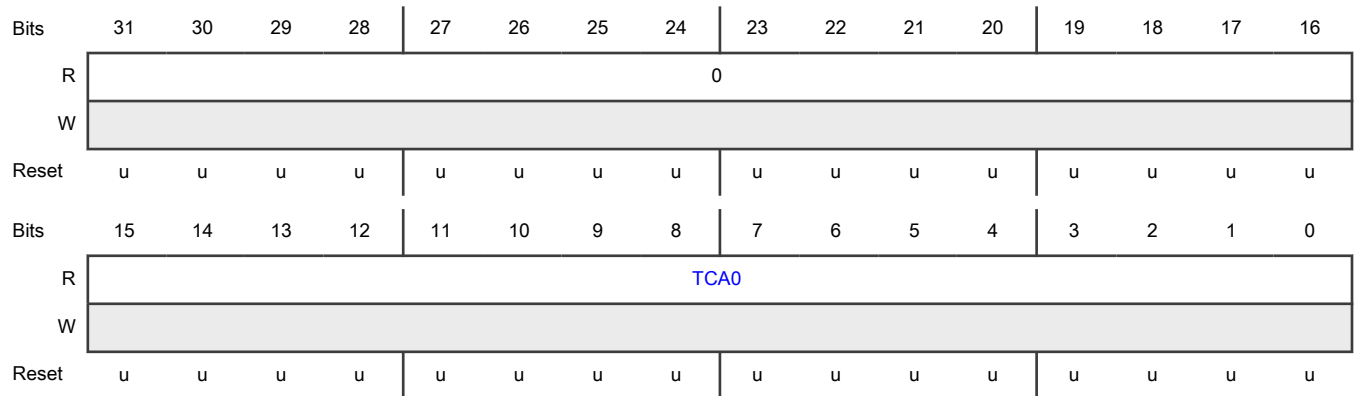 Bits 31 30 29 28 27 26 25 24 23 22 21 20 19 18 17 16
R 0
W
Reset u u u u u u u u u u u u u u u u
Bits 15 14 13 12 11 10 9 8 7 6 5 4 3 2 1 0
R TCA0
W
Reset u u u u u u u u u u u u u u u u